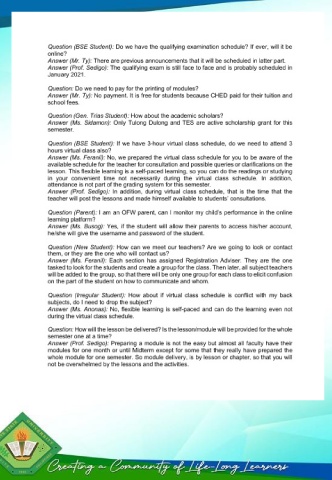 Question (BSE Student): Do we have the qualifying examination schedule? If ever, will it be
online?
Answer (Mr. Ty): There are previous announcements that it will be scheduled in latter part.
Answer (Prof. Sedigo): The qualifying exam is still face to face and is probably scheduled in
January 2021.
Question: Do we need to pay for the printing of modules?
Answer (Mr. Ty): No payment. It is free for students because CHED paid for their tuition and
school fees.
Question (Gen. Trias Student): How about the academic scholars?
Answer (Ms. Sidamon): Only Tulong Dulong and TES are active scholarship grant for this
semester.
Question (BSE Student): If we have 3-hour virtual class schedule, do we need to attend 3
hours virtual class also?
Answer (Ms. Feranil): No, we prepared the virtual class schedule for you to be aware of the
available schedule for the teacher for consultation and possible queries or clarifications on the
lesson. This flexible learning is a self-paced learning, so you can do the readings or studying
in your convenient time not necessarily during the virtual class schedule. In addition,
attendance is not part of the grading system for this semester.
Answer (Prof. Sedigo): In addition, during virtual class schedule, that is the time that the
teacher will post the lessons and made himself available to students' consultations.
Question (Parent): I am an OFW parent, can I monitor my child's performance in the online
learning platform?
Answer (Ms. Busog): Yes, if the student will allow their parents to access his/her account,
he/she will give the username and password of the student.
Question (New Student): How can we meet our teachers? Are we going to look or contact
them, or they are the one who will contact us?
Answer (Ms. Feranil): Each section has assigned Registration Adviser. They are the one
tasked to look for the students and create a group for the class. Then later, all subject teachers
will be added to the group, so that there will be only one group for each class to elicit confusion
on the part of the student on how to communicate and whom.
Question (Irregular Student): How about if virtual class schedule is conflict with my back
subjects, do I need to drop the subject?
Answer (Ms. Anonas): No, flexible learning is self-paced and can do the learning even not
during the virtual class schedule.
Question: How will the lesson be delivered? Is the lesson/module will be provided for the whole
semester one at a time?
Answer (Prof. Sedigo): Preparing a module is not the easy but almost all faculty have their
modules for one month or until Midterm except for some that they really have prepared the
whole module for one semester. So module delivery, is by lesson or chapter, so that you will
not be overwhelmed by the lessons and the activities.
Creating a Community of Life-Long Learners